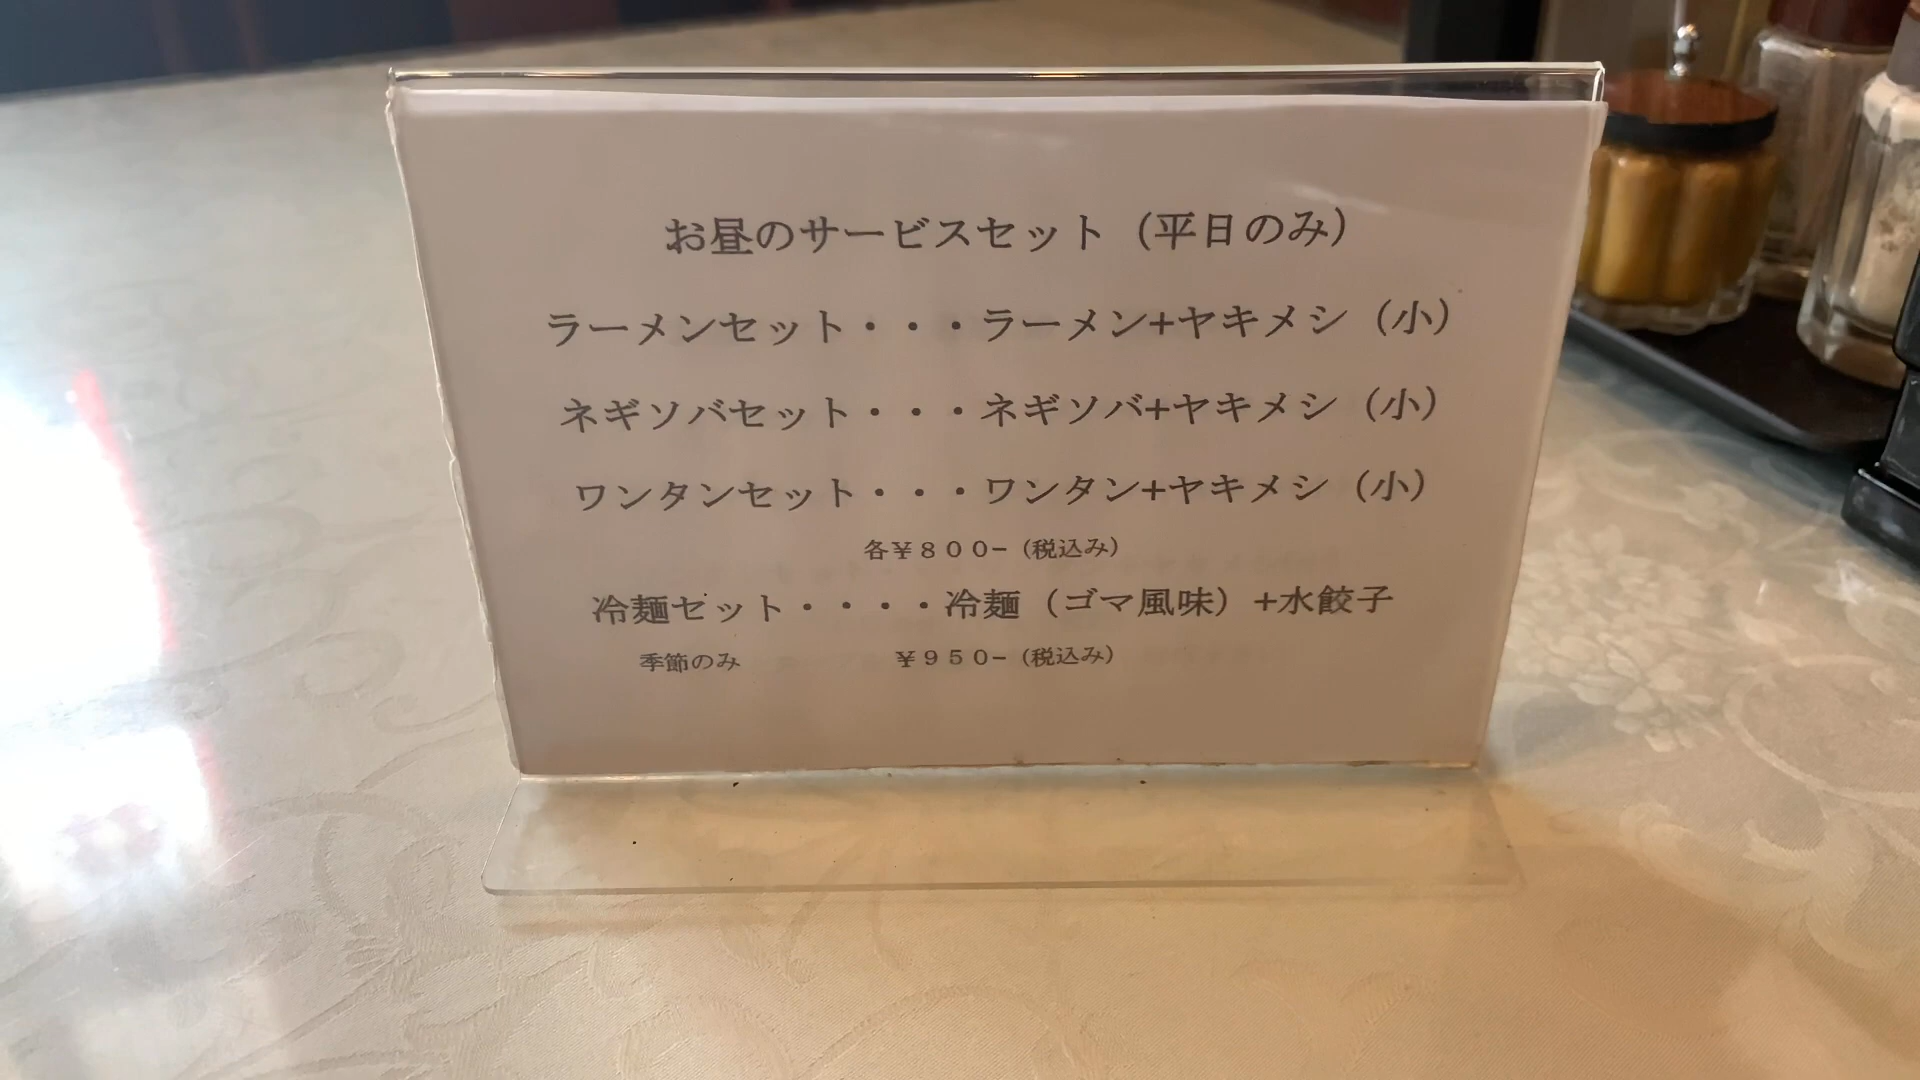 お昼のサービスセット（平日のみ）
ラーメンセット・・・ラーメン+ヤキメシ（小）
ネギソバセット・・・ネギソバ+ヤキメシ（小）
ワンタンセット・・・ワンタン+ヤキメシ（小）
各¥８００−（税込み）
冷麺セット・・・・冷麺（ゴマ風味）+水餃子
季節のみ　¥９５０−（税込み）